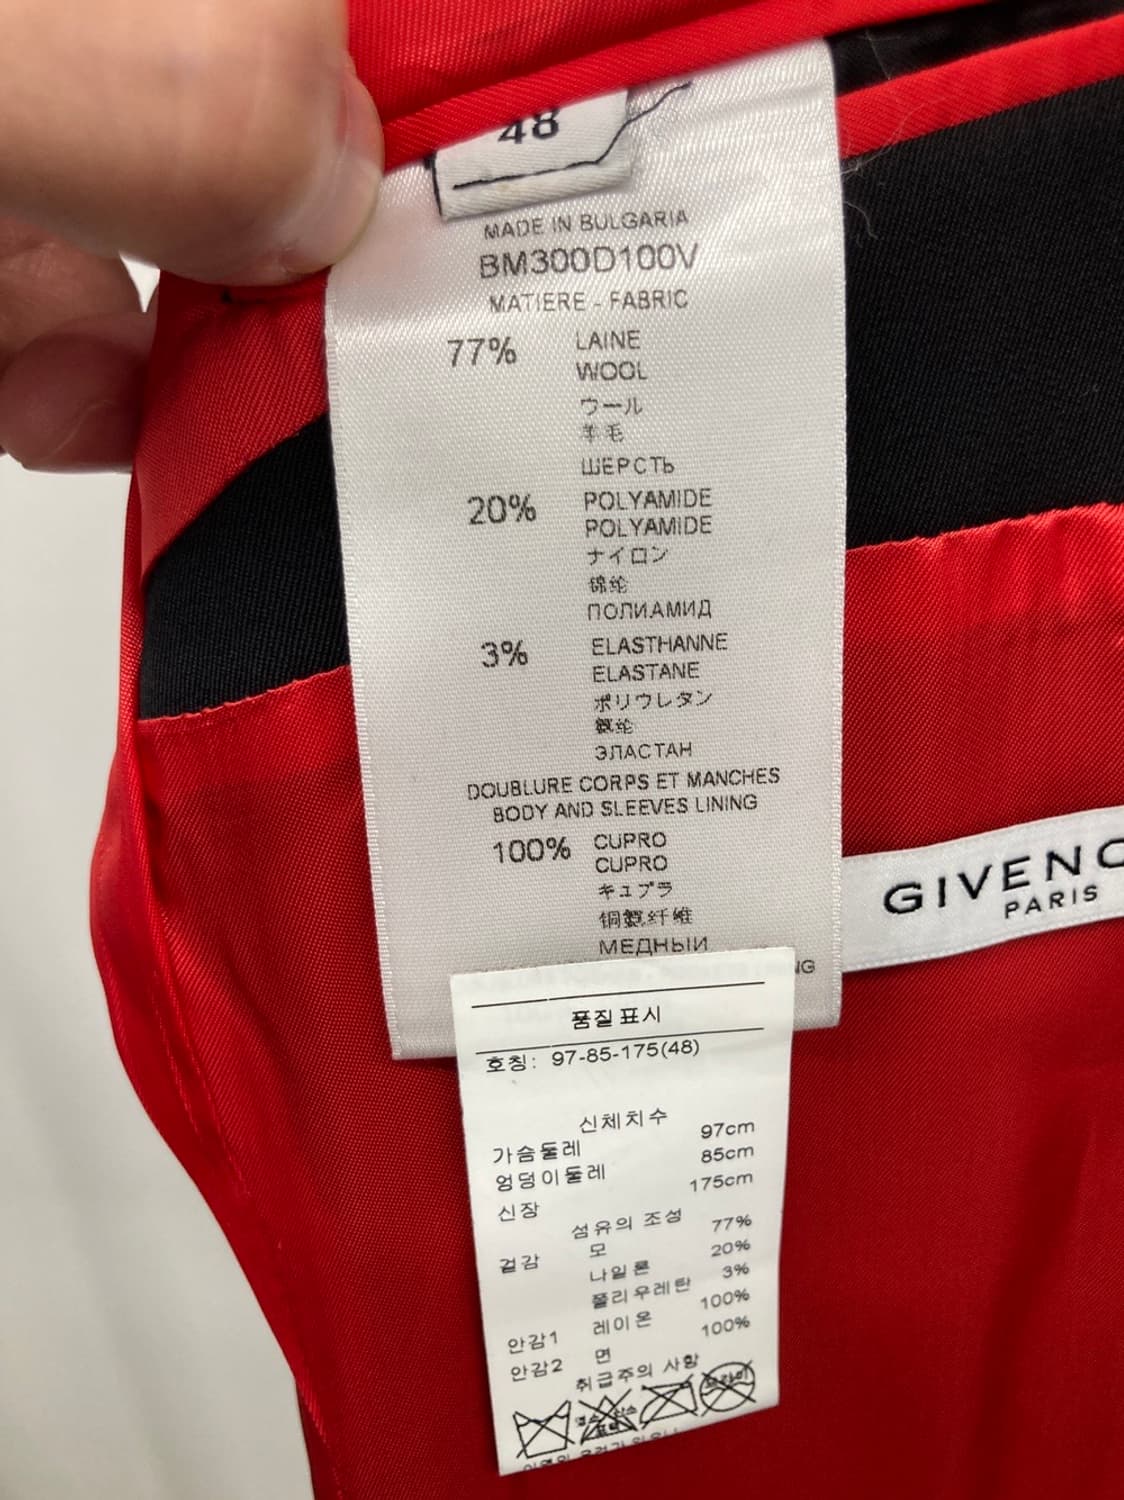 48
MADE IN BULGARIA
BM300D100V
MATIERE - FABRIC
77% LAINE
WOOL
ウール
羊毛
ШЕРСТЬ
20% POLYAMIDE
POLYAMIDE
ナイロン
锦纶
ПОЛИАМИД
3% ELASTHANNE
ELASTANE
ポリウレタン
氨纶
ЭЛАСТАН
DOUBLURE CORPS ET MANCHES
BODY AND SLEEVES LINING
100% CUPRO
CUPRO
キュプラ
铜氨纤维
МЕДНЫЙ
NG
GIVENC
PARIS
품질표시
호칭: 97-85-175(48)
신체치수
가슴둘레 97cm
엉덩이둘레 85cm
신장 175cm
섬유의 조성
겉감 모 77%
나일론 20%
폴리우레탄 3%
안감1 레이온 100%
안감2 면 100%
취급주의 사항
드라이